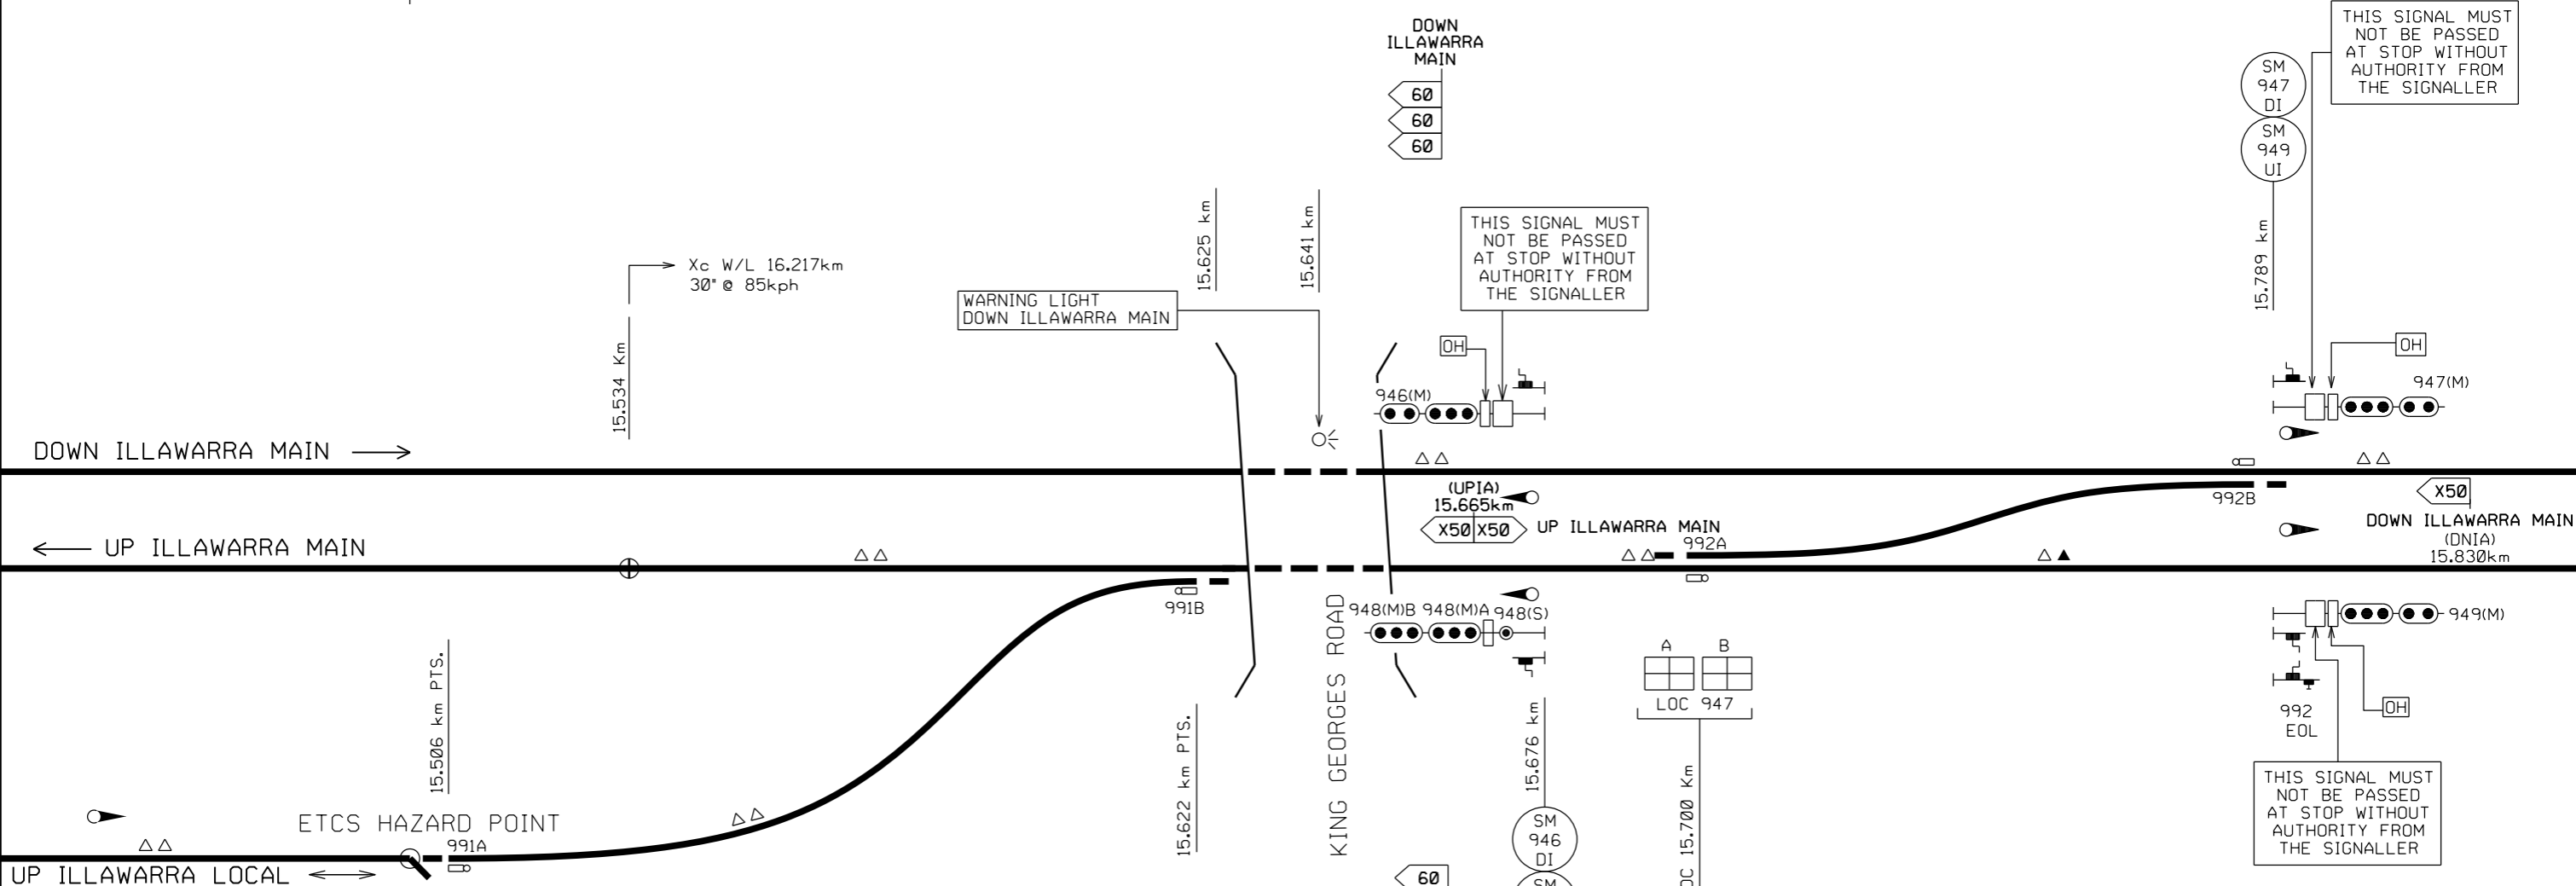 DOWN
ILLAWARRA
MAIN
60
60
60
THIS SIGNAL MUST
NOT BE PASSED
AT STOP WITHOUT
AUTHORITY FROM
THE SIGNALLER
SM
947
DI
SM
949
UI
15.789 km
15.625 km
15.641 km
THIS SIGNAL MUST
NOT BE PASSED
AT STOP WITHOUT
AUTHORITY FROM
THE SIGNALLER
Xc W/L 16.217km
30" @ 85kph
15.534 Km
WARNING LIGHT
DOWN ILLAWARRA MAIN
OH
946(M)
OH
947(M)
DOWN ILLAWARRA MAIN
(UPIA)
15.665km
X50 X50
UP ILLAWARRA MAIN
992A
992B
X50
DOWN ILLAWARRA MAIN
(DNIA)
15.830km
UP ILLAWARRA MAIN
991B
948(M)B 948(M)A 948(S)
949(M)
A B
LOC 947
992
EOL
OH
15.506 km PTS.
15.622 km PTS.
KING GEORGES ROAD
15.676 km
15.700 Km
THIS SIGNAL MUST
NOT BE PASSED
AT STOP WITHOUT
AUTHORITY FROM
THE SIGNALLER
ETCS HAZARD POINT
991A
SM
946
DI
SM
60
UP ILLAWARRA LOCAL